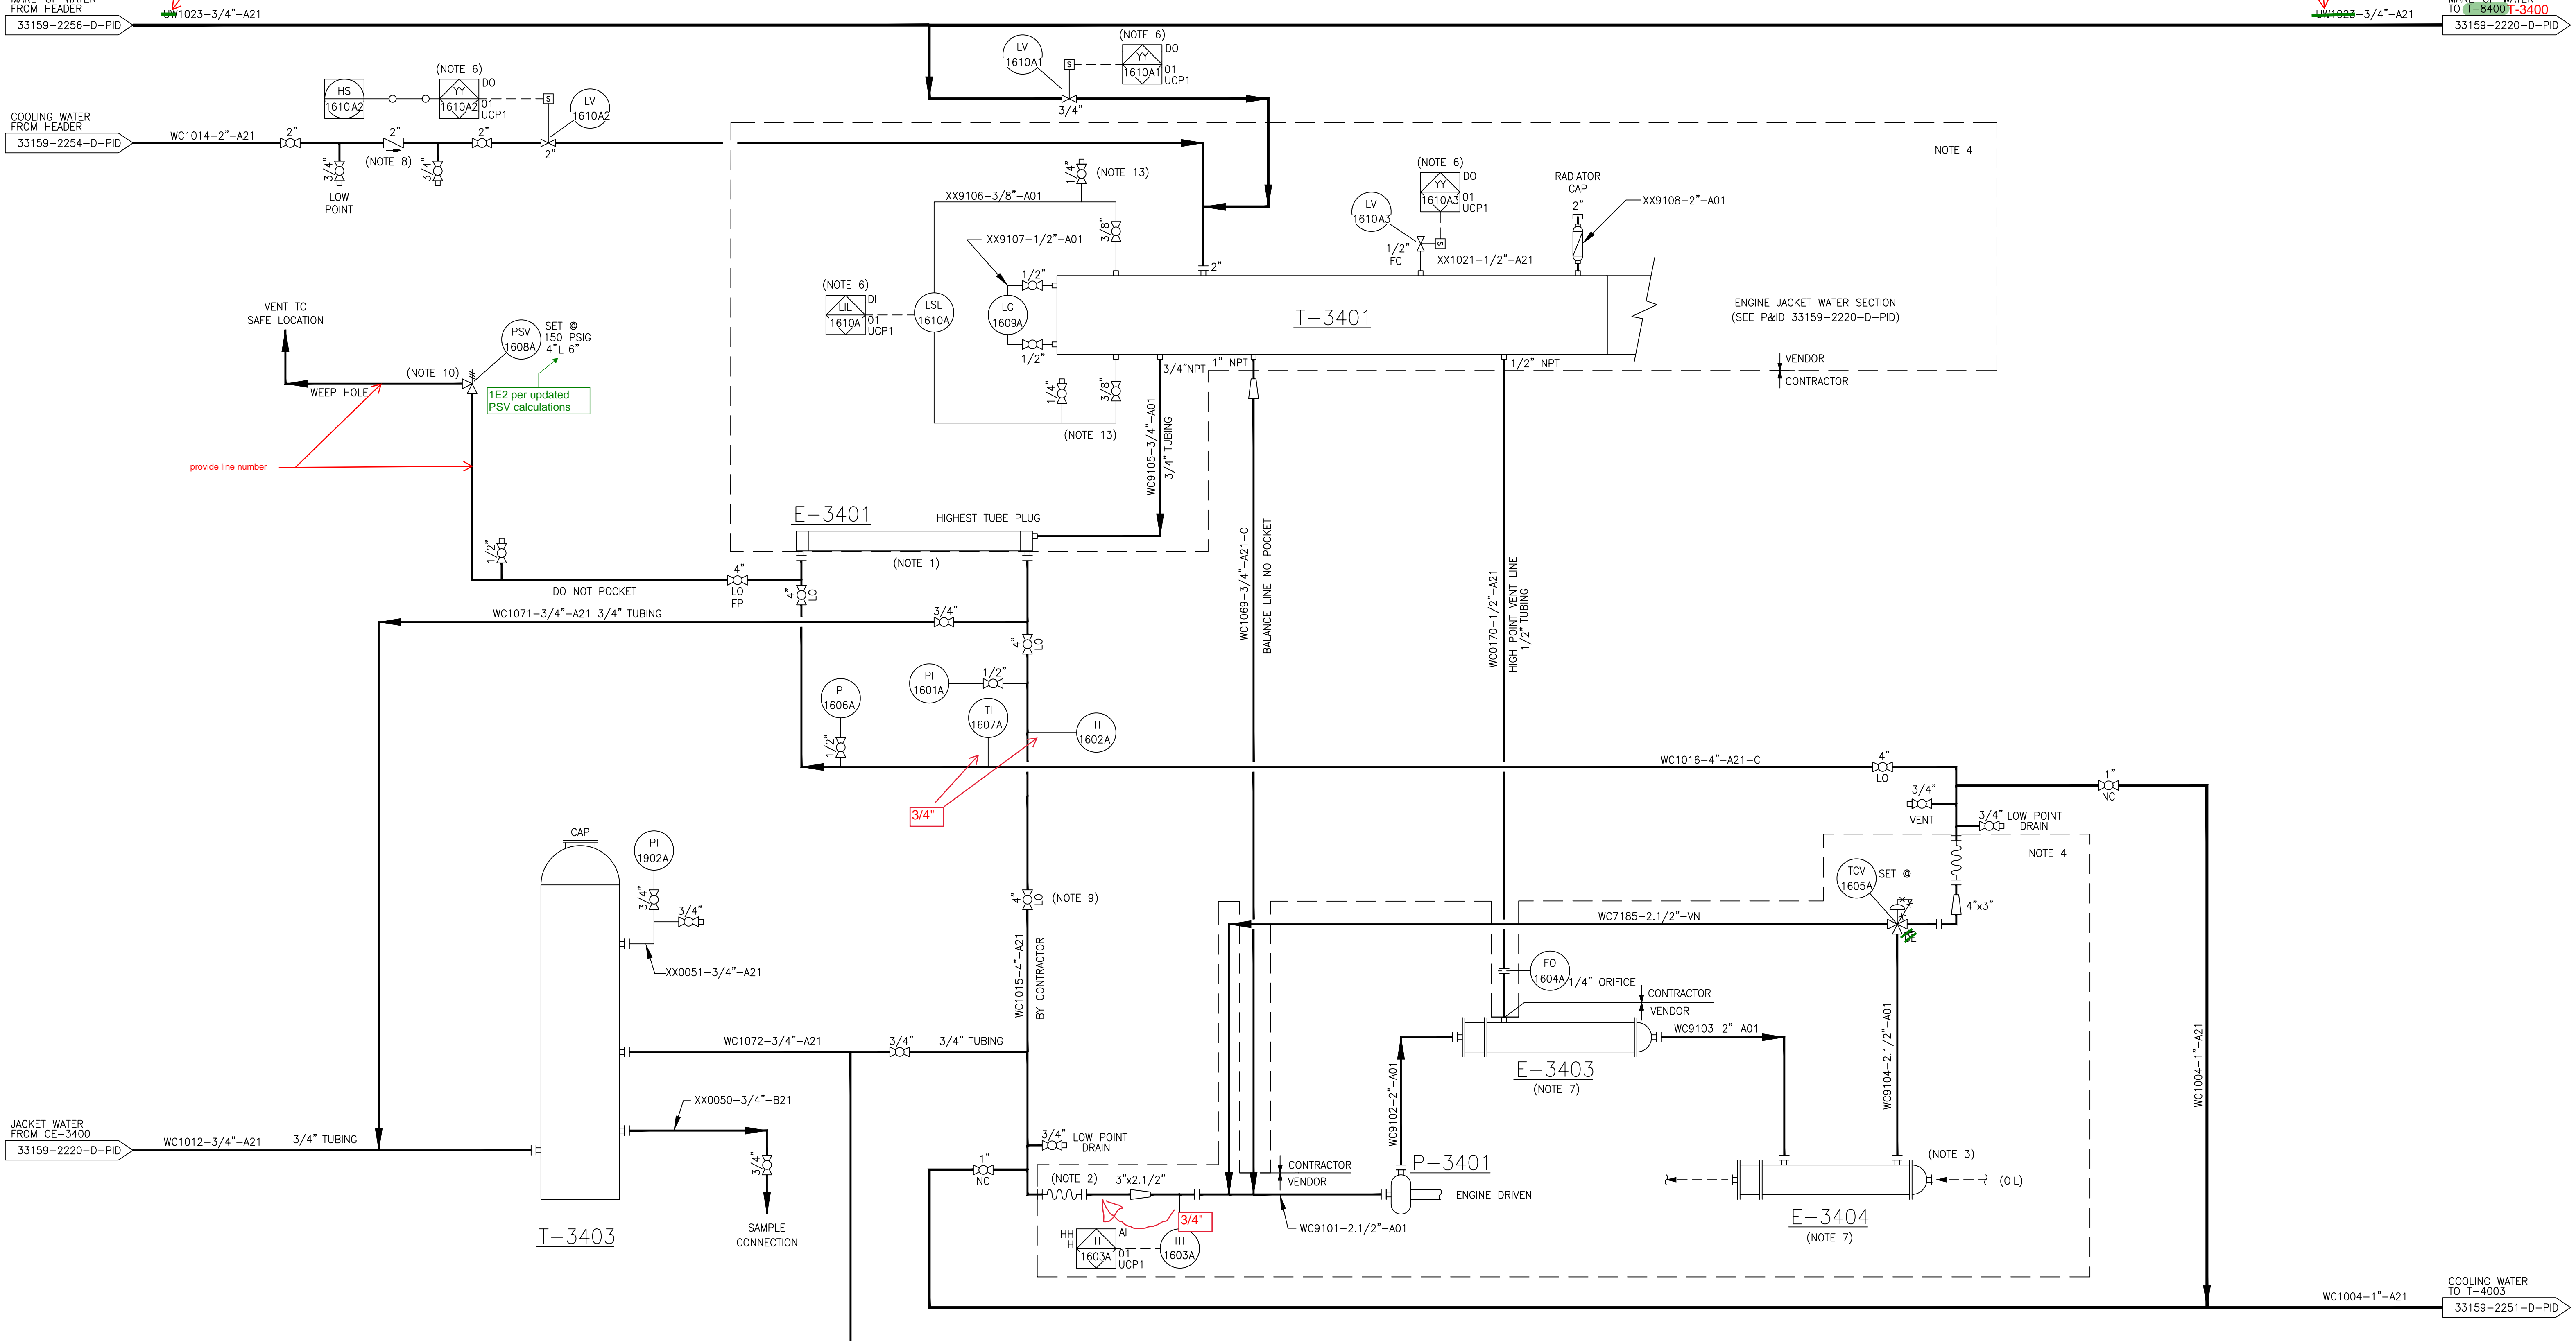 MAKE-UP WATER
FROM HEADER
33159-2256-D-PID
UW1023-3/4"-A21
UW1023-3/4"-A21
MAKE-UP WATER
TO T-8400 T-3400
33159-2220-D-PID
(NOTE 6)
LV
1610A1
YY
1610A1
DO
01
UCP1
S
3/4"
(NOTE 6)
HS
1610A2
YY
1610A2
DO
01
UCP1
S
LV
1610A2
COOLING WATER
FROM HEADER
33159-2254-D-PID
WC1014-2"-A21
2"
2"
2"
2"
(NOTE 8)
3/4"
3/4"
LOW
POINT
NOTE 4
1/4"
(NOTE 13)
XX9106-3/8"-A01
3/8"
XX9107-1/2"-A01
(NOTE 6)
LV
1610A3
YY
1610A3
DO
01
UCP1
S
1/2"
FC
XX1021-1/2"-A21
RADIATOR
CAP
2"
XX9108-2"-A01
2"
1/2"
(NOTE 6)
LIL
1610A
DI
01
UCP1
LSL
1610A
LG
1609A
1/2"
T-3401
ENGINE JACKET WATER SECTION
(SEE P&ID 33159-2220-D-PID)
VENDOR
CONTRACTOR
VENT TO
SAFE LOCATION
PSV
1608A
SET @
150 PSIG
4"L 6"
(NOTE 10)
WEEP HOLE
1E2 per updated
PSV calculations
provide line number
1/4"
3/8"
(NOTE 13)
3/4"NPT
1" NPT
1/2" NPT
WC9105-3/4"-A01
3/4" TUBING
E-3401
HIGHEST TUBE PLUG
(NOTE 1)
1/2"
DO NOT POCKET
4"
LO
FP
4"
LO
WC1069-3/4"-A21-C
BALANCE LINE NO POCKET
WC0170-1/2"-A21
HIGH POINT VENT LINE
1/2" TUBING
WC1071-3/4"-A21 3/4" TUBING
3/4"
4"
LO
PI
1601A
1/2"
PI
1606A
1/2"
TI
1607A
TI
1602A
3/4"
WC1016-4"-A21-C
4"
LO
1"
NC
3/4"
VENT
3/4" LOW POINT
DRAIN
NOTE 4
CAP
PI
1902A
3/4"
3/4"
XX0051-3/4"-A21
4"
LO
(NOTE 9)
WC1015-4"-A21
BY CONTRACTOR
TCV
1605A
SET @
4"x3"
WC7185-2.1/2"-VN
FO
1604A
1/4" ORIFICE
CONTRACTOR
VENDOR
WC9103-2"-A01
E-3403
(NOTE 7)
WC9102-2"-A01
WC9104-2.1/2"-A01
WC1004-1"-A21
WC1072-3/4"-A21
3/4"
3/4" TUBING
XX0050-3/4"-B21
JACKET WATER
FROM CE-3400
33159-2220-D-PID
WC1012-3/4"-A21
3/4" TUBING
3/4"
SAMPLE
CONNECTION
T-3403
3/4" LOW POINT
DRAIN
1"
NC
(NOTE 2)
3"x2.1/2"
CONTRACTOR
VENDOR
P-3401
ENGINE DRIVEN
WC9101-2.1/2"-A01
3/4"
HH
H
TI
1603A
AI
01
UCP1
TIT
1603A
(NOTE 3)
(OIL)
E-3404
(NOTE 7)
WC1004-1"-A21
COOLING WATER
TO T-4003
33159-2251-D-PID